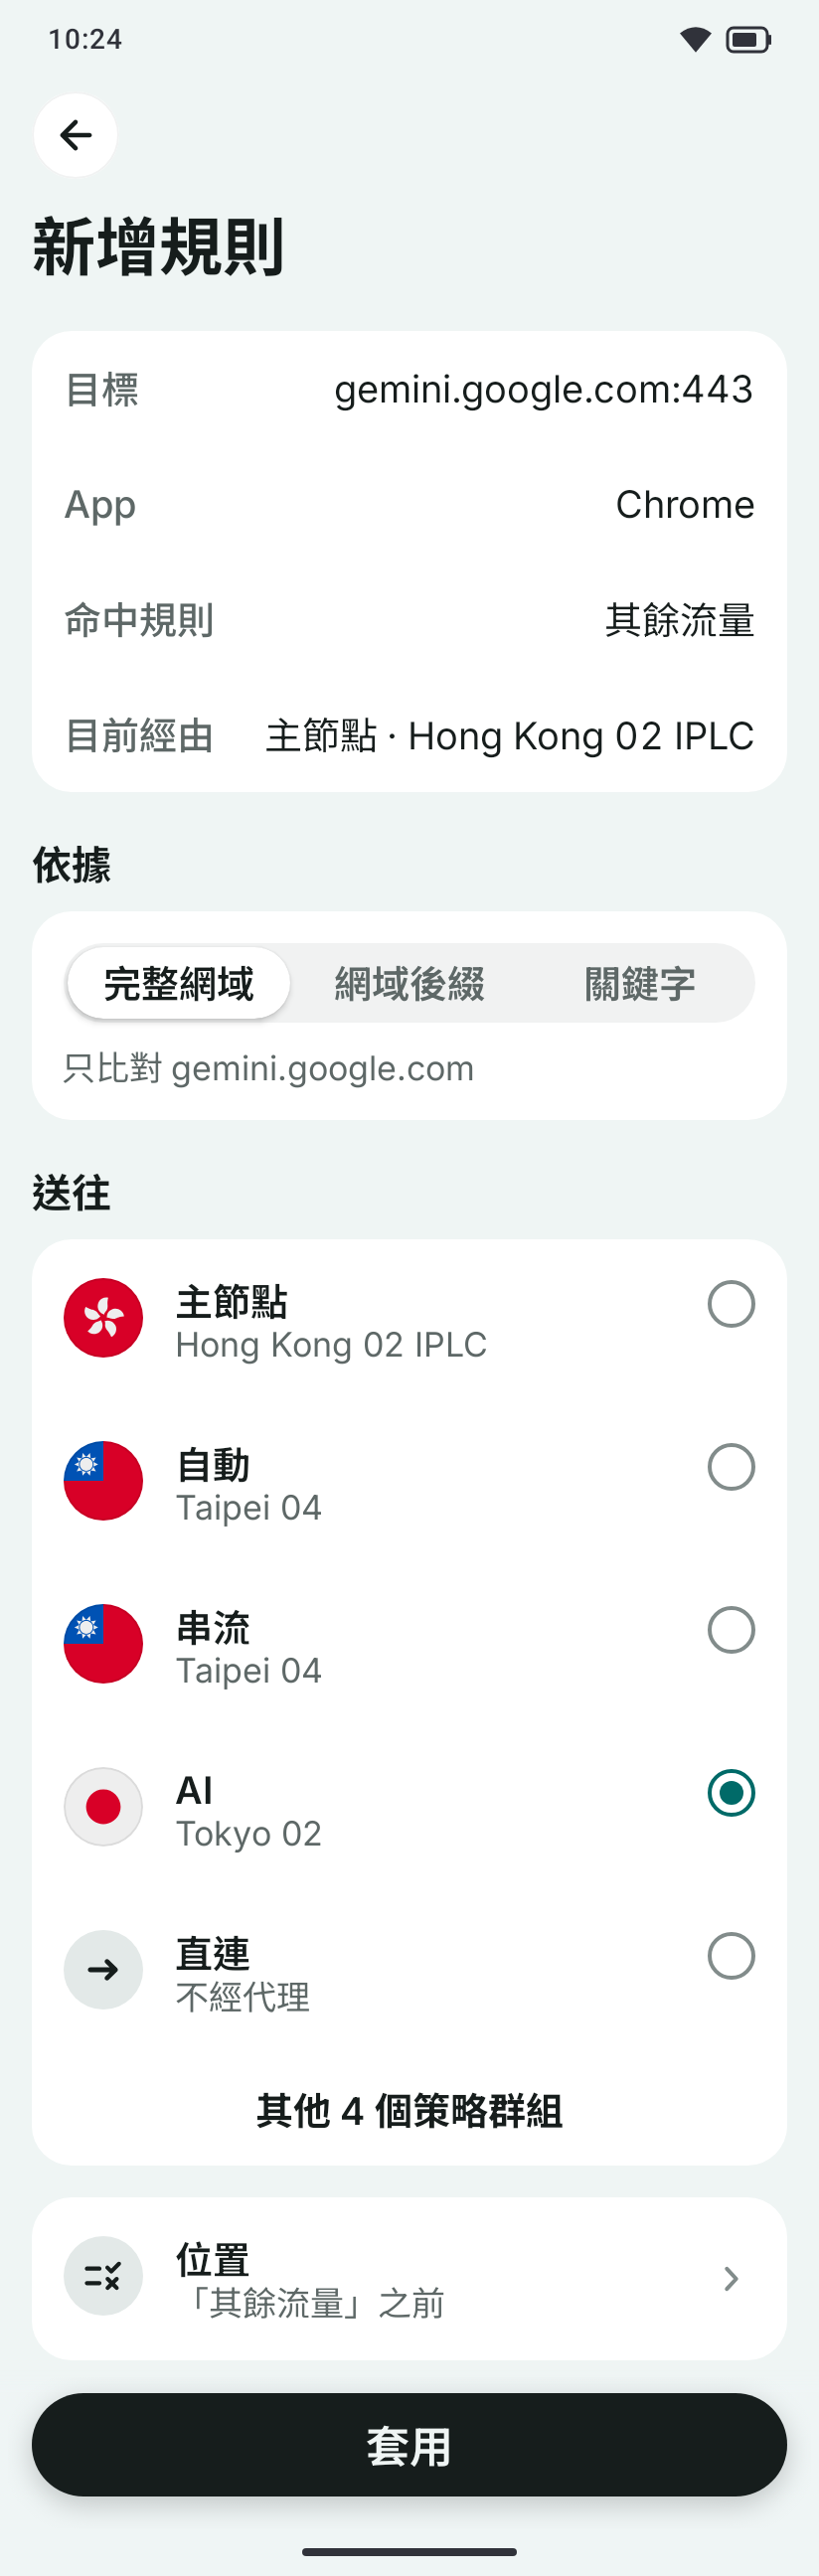 10:24
新增規則
目標 gemini.google.com:443
App Chrome
命中規則 其餘流量
目前經由 主節點 · Hong Kong 02 IPLC
依據
完整網域 網域後綴 關鍵字
只比對 gemini.google.com
送往
主節點
Hong Kong 02 IPLC
自動
Taipei 04
串流
Taipei 04
AI
Tokyo 02
直連
不經代理
其他 4 個策略群組
位置
「其餘流量」之前
套用